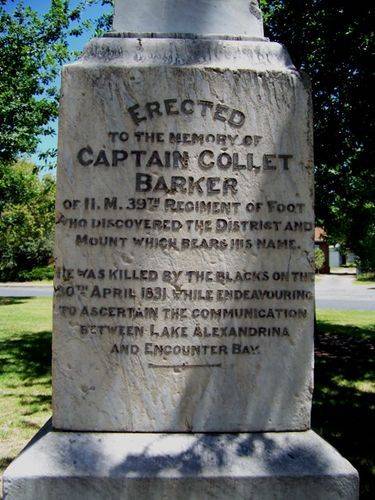 ERECTED
TO THE MEMORY OF
CAPTAIN COLLET
BARKER
OF H.M. 39TH REGIMENT OF FOOT
WHO DISCOVERED THE DISTRICT AND
MOUNT WHICH BEARS HIS NAME.
HE WAS KILLED BY THE BLACKS ON THE
30TH APRIL 1831 WHILE ENDEAVOURING
TO ASCERTAIN THE COMMUNICATION
BETWEEN LAKE ALEXANDRINA
AND ENCOUNTER BAY.